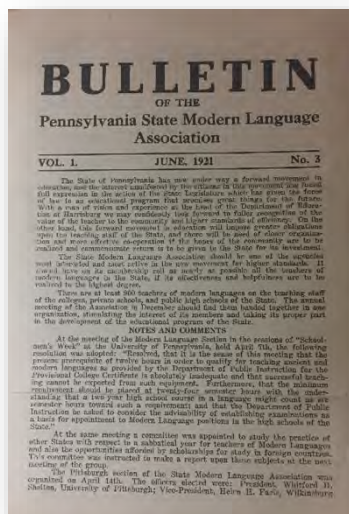 BULLETIN
OF THE
Pennsylvania State Modern Language
Association
VOL. 1. JUNE, 1921 No. 3
The State of Pennsylvania has now under way a forward movement in
education, and the interest manifested by the citizens in this movement has found
full expression in the action of the State Legislature which has given the force
of law to an educational program that promises great things for the future.
With a man of vision and experience at the head of the Department of Educa-
tion at Harrisburg we may confidently look forward to fuller recognition of the
value of the teacher to the community and higher standards of efficiency. On the
other hand, this forward movement in education will impose greater obligations
upon the teaching staff of the State, and there will be need of closer organiza-
tion and more effective co-operation if the hopes of the community are to be
realized and commensurate return is to be given to the State for its investment.
The State Modern Language Association should be one of the agencies
most interested and most active in the new movement for higher standards. It
should have on its membership roll as nearly as possible all the teachers of
modern languages in the State, if its effectiveness and helpfulness are to be
realized to the highest degree.
There are at least 860 teachers of modern languages on the teaching staff
of the colleges, private schools, and public high schools of the State. The annual
meeting of the Association in December should find them banded together in one
organization, stimulating the interest of its members and taking its proper part
in the development of the educational program of the State.
NOTES AND COMMENTS
At the meeting of the Modern Language Section in the sessions of "School-
men's Week" at the University of Pennsylvania, held April 7th, the following
resolution was adopted: "Resolved, that it is the sense of this meeting that the
present prerequisite of twelve hours in order to qualify for teaching ancient and
modern languages as provided by the Department of Public Instruction for the
Provisional College Certificate is absolutely inadequate and that successful teach-
ing cannot be expected from such equipment. Furthermore, that the minimum
requirement should be placed at twenty-four semester hours with the under-
standing that a two year high school course in a language might count as six
semester hours toward such a requirement; and that the Department of Public
Instruction be asked to consider the advisability of establishing examinations as
a basis for appointment to Modern Language positions in the high schools of the
State."
At the same meeting a committee was appointed to study the practice of
other States with respect to a sabbatical year for teachers of Modern Languages
and also the opportunities afforded by scholarships for study in foreign countries.
This committee was instructed to make a report upon these subjects at the next
meeting of the group.
The Pittsburgh section of the State Modern Language Association was
organized on April 14th. The officers elected were: President, Whitford H.
Shelton, University of Pittsburgh; Vice-President, Helen H. Wilkinsburg